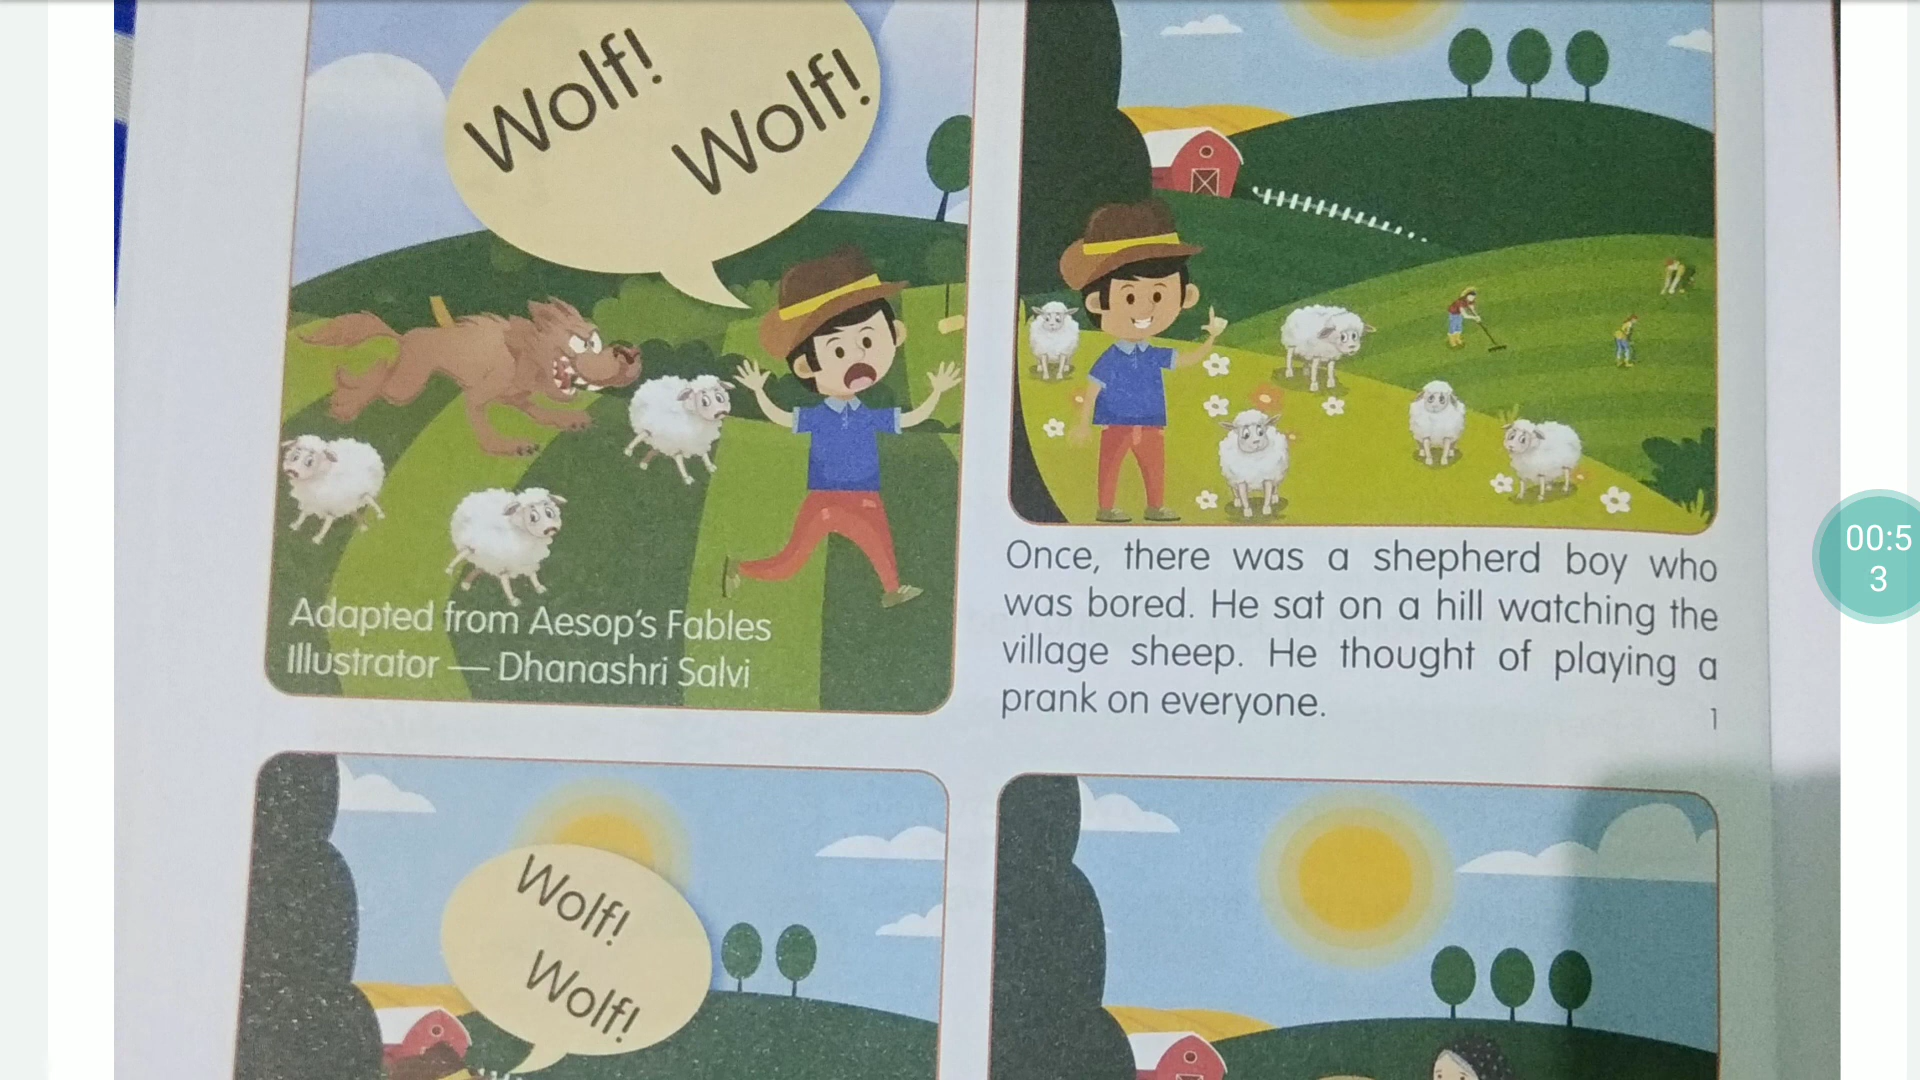 Wolf!
Wolf!
Adapted from Aesop's Fables
Illustrator — Dhanashri Salvi
Once, there was a shepherd boy who
was bored. He sat on a hill watching the
village sheep. He thought of playing a
prank on everyone.
1
Wolf!
Wolf!
00:5
3